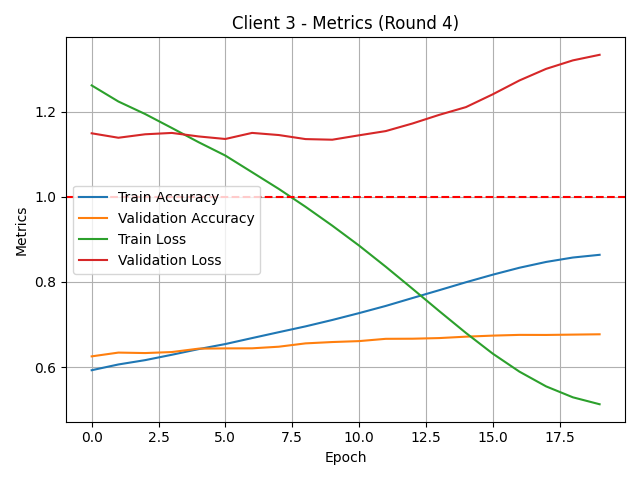 Client 3 - Metrics (Round 4)
Metrics
1.2
1.0
0.8
0.6
Train Accuracy
Validation Accuracy
Train Loss
Validation Loss
0.0 2.5 5.0 7.5 10.0 12.5 15.0 17.5
Epoch